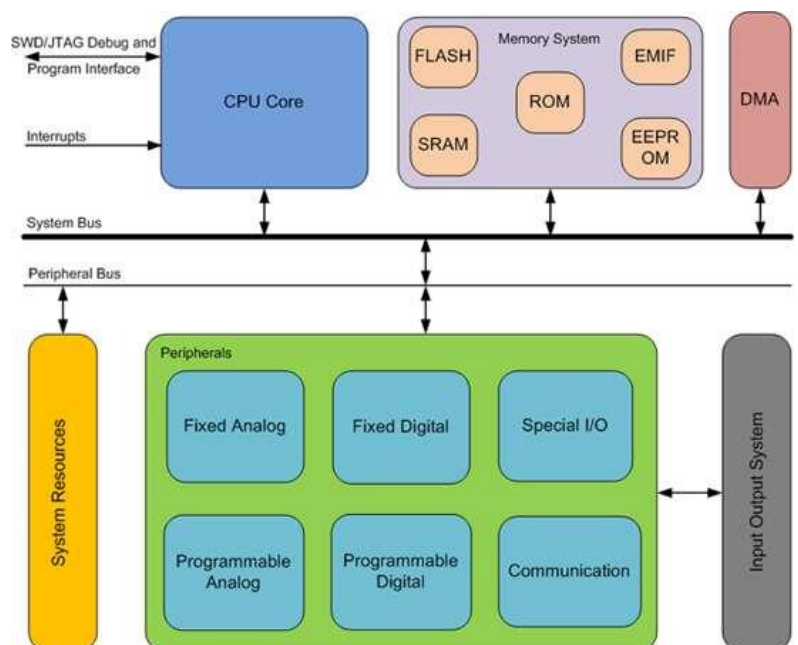 SWD/JTAG Debug and
Program Interface
Interrupts
CPU Core
Memory System
FLASH
EMIF
ROM
SRAM
EEPR
OM
DMA
System Bus
Peripheral Bus
System Resources
Peripherals
Fixed Analog
Fixed Digital
Special I/O
Programmable
Analog
Programmable
Digital
Communication
Input Output System